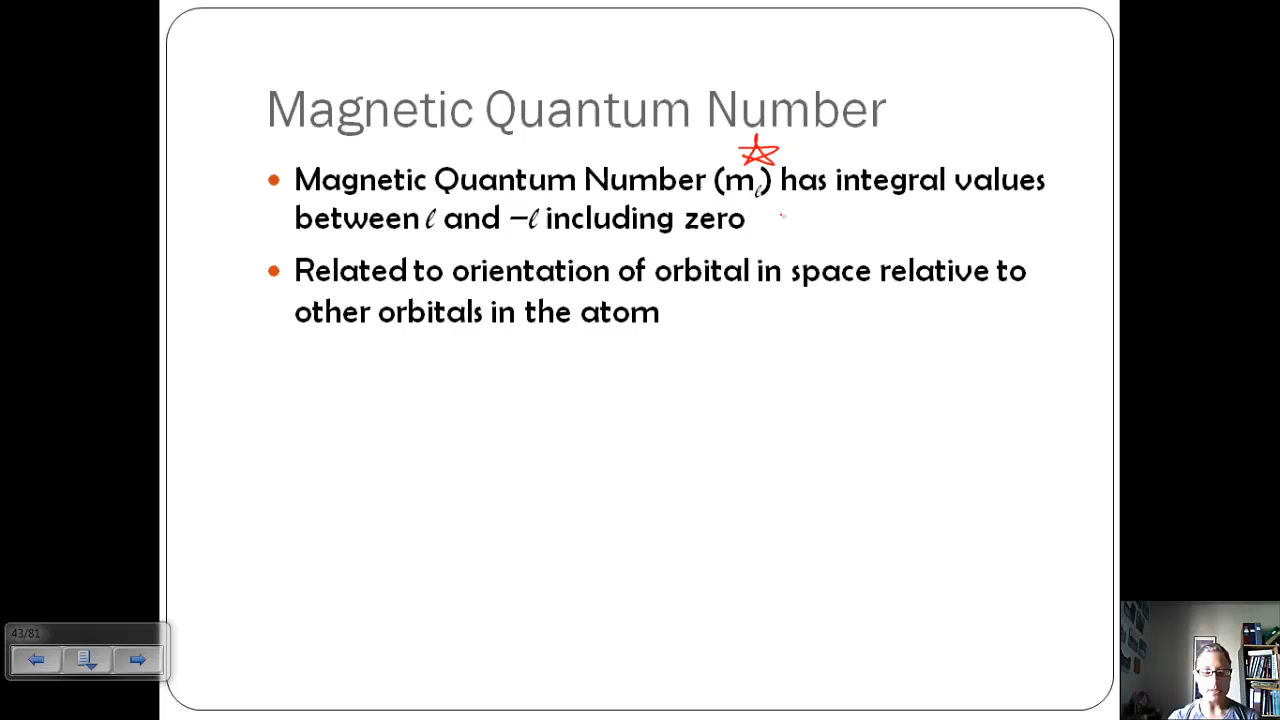 Magnetic Quantum Number
• Magnetic Quantum Number (mℓ) has integral values
between ℓ and –ℓ including zero
• Related to orientation of orbital in space relative to
other orbitals in the atom
43/81